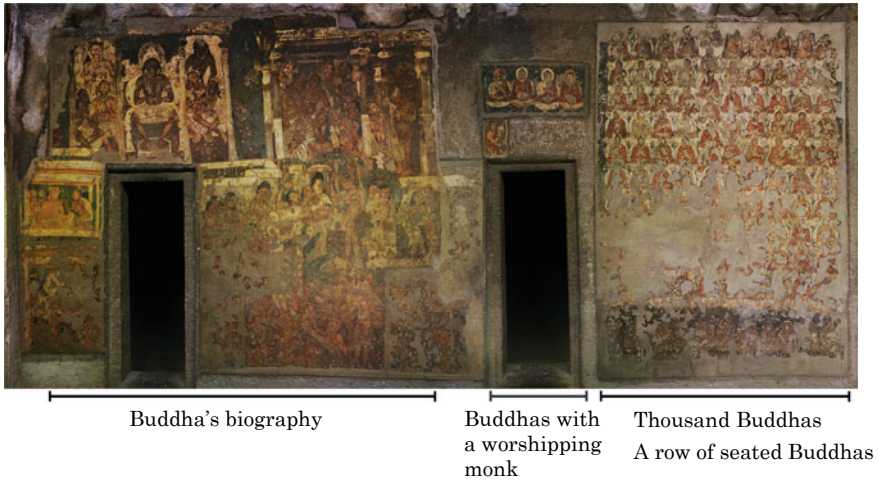 Buddha’s biography
Buddhas with
a worshipping
monk
Thousand Buddhas
A row of seated Buddhas